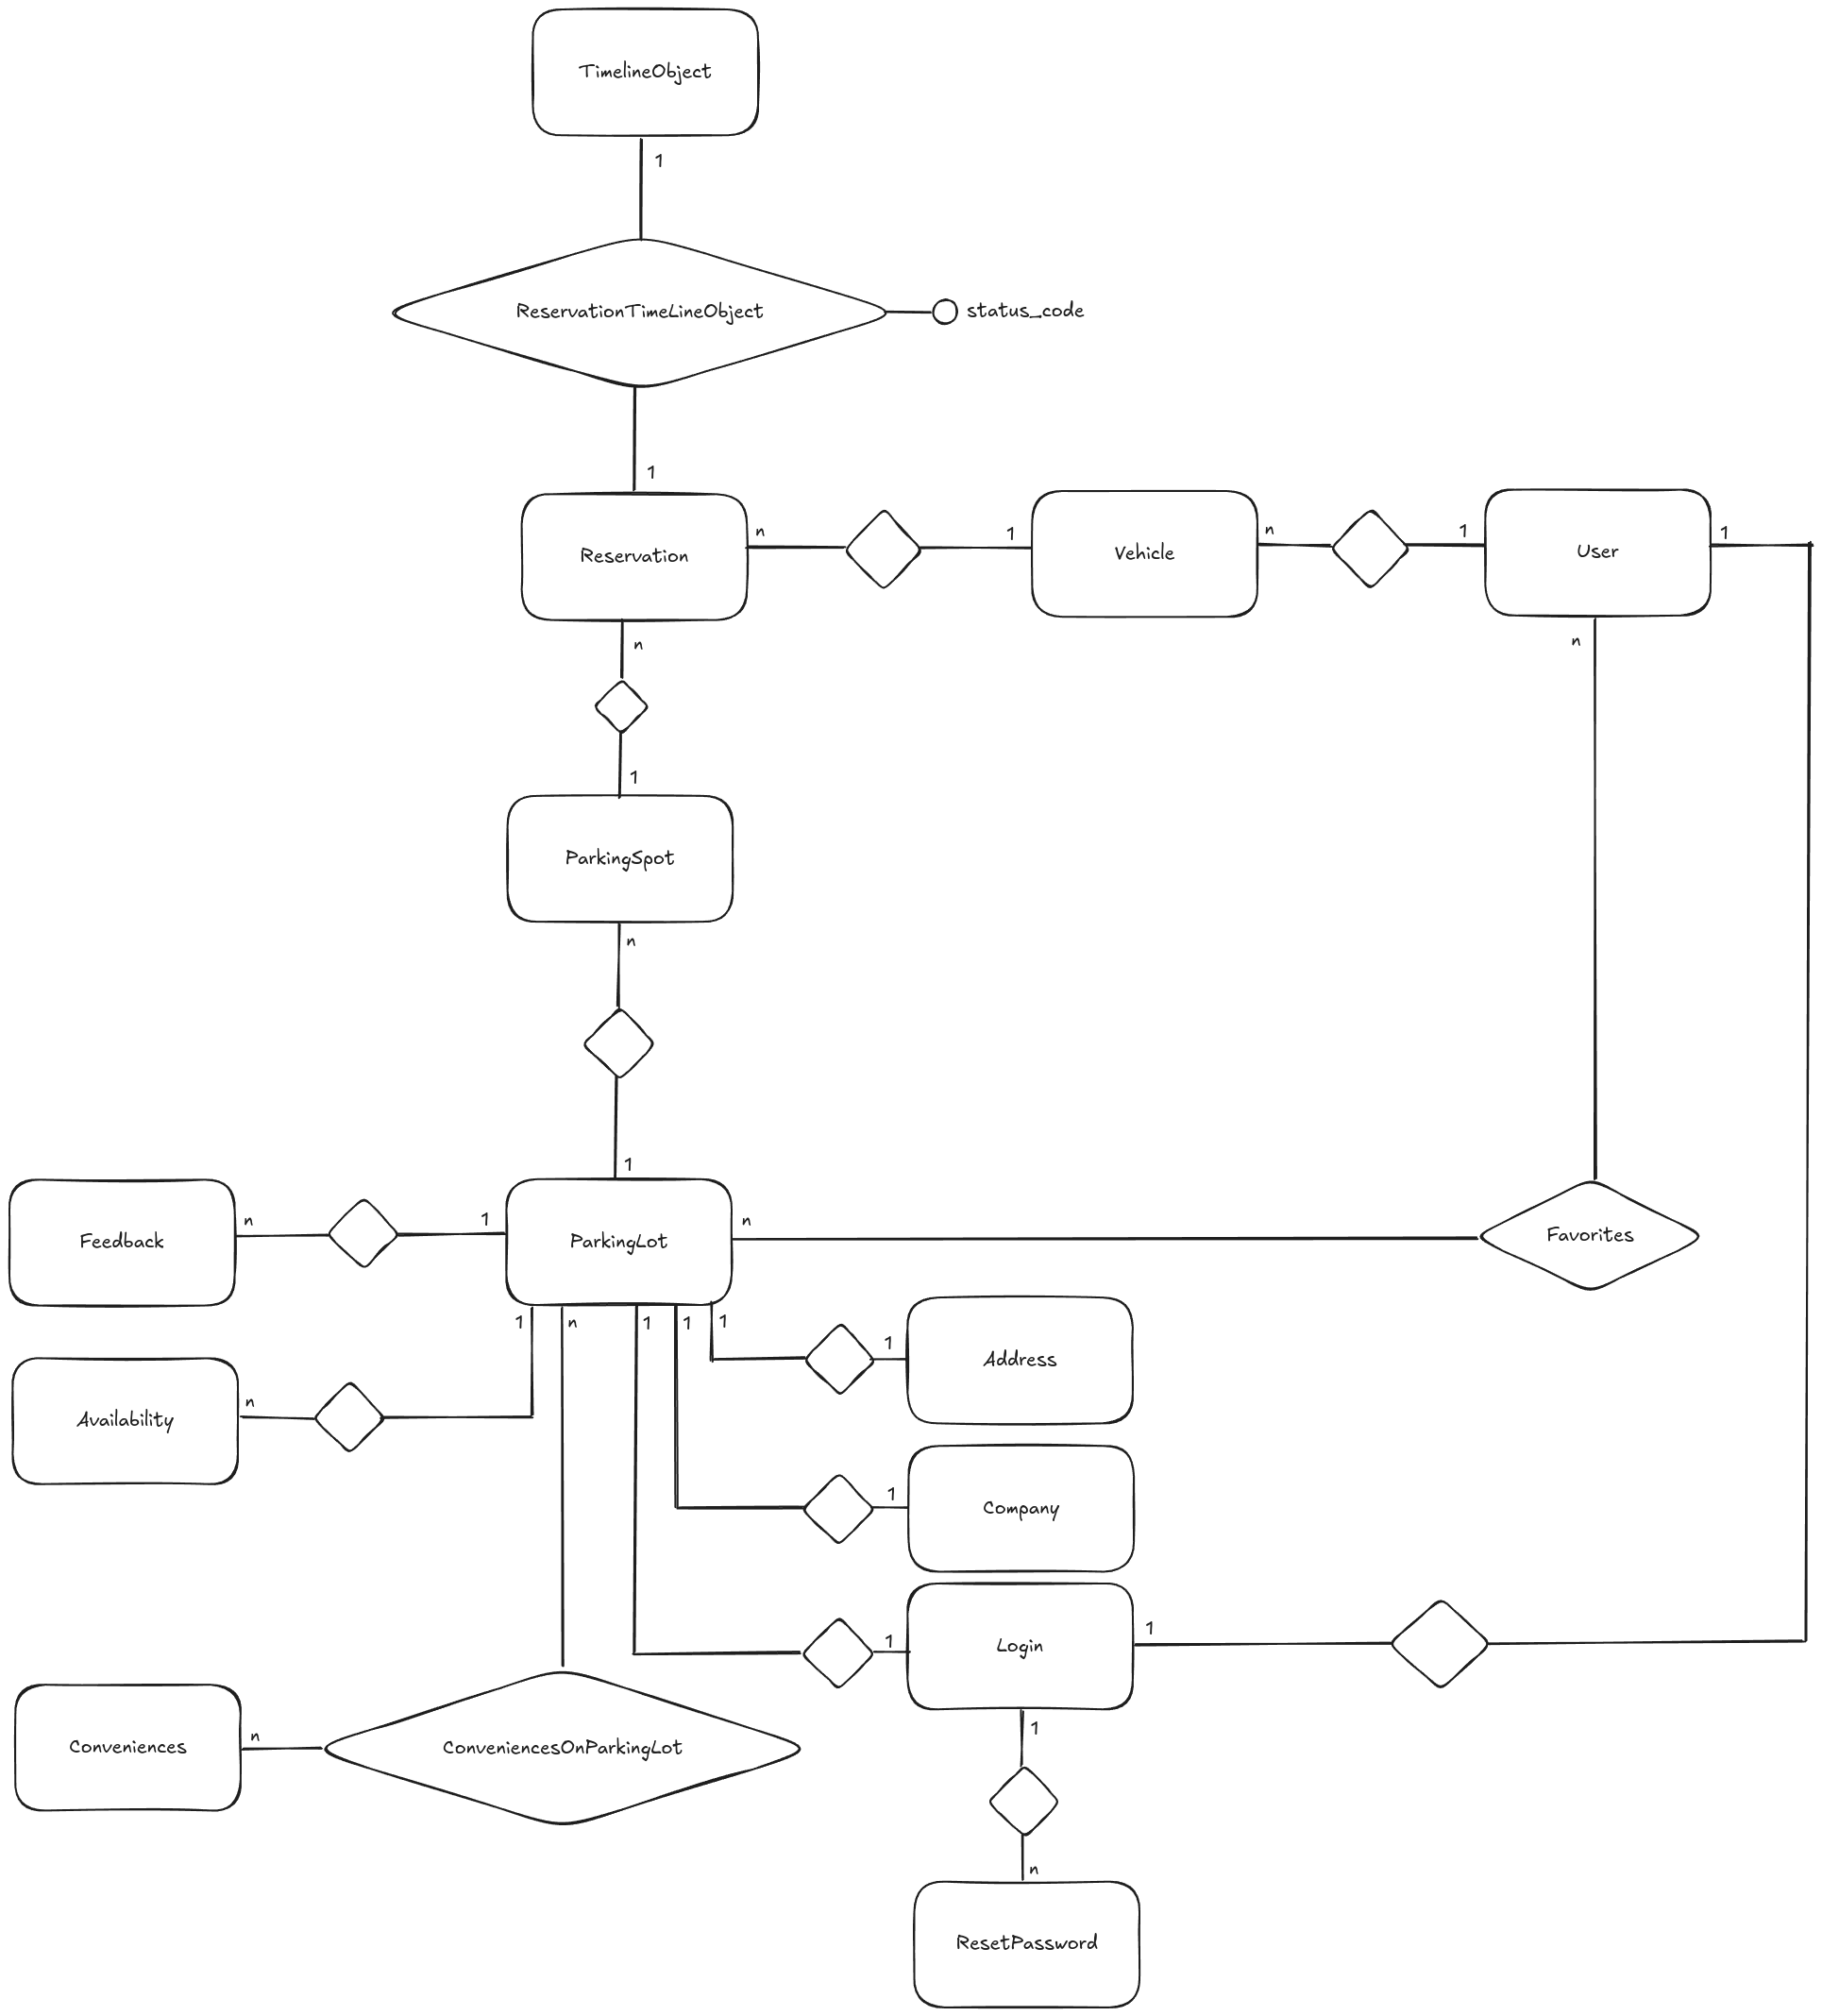 TimelineObject
1
ReservationTimeLineObject
status_code
1
Reservation
n
1
Vehicle
n
1
User
1
n
n
1
ParkingSpot
n
1
Feedback
n
1
ParkingLot
n
Favorites
1
n
1
1
1
1
Address
Availability
n
1
Company
1
Login
1
Conveniences
n
ConveniencesOnParkingLot
1
n
ResetPassword